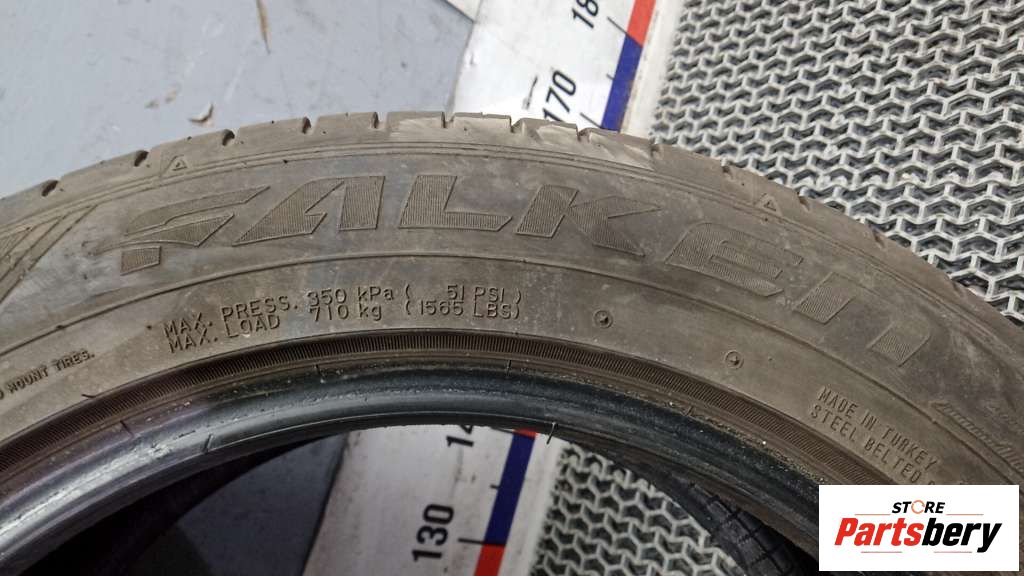 180
170
FALKEN
MAX. PRESS. 350 kPa ( 51 PSI )
MAX. LOAD 710 kg ( 1565 LBS)
MOUNT TIRES.
MADE IN TURKEY
STEEL BELTED
130
STORE
Partsbery